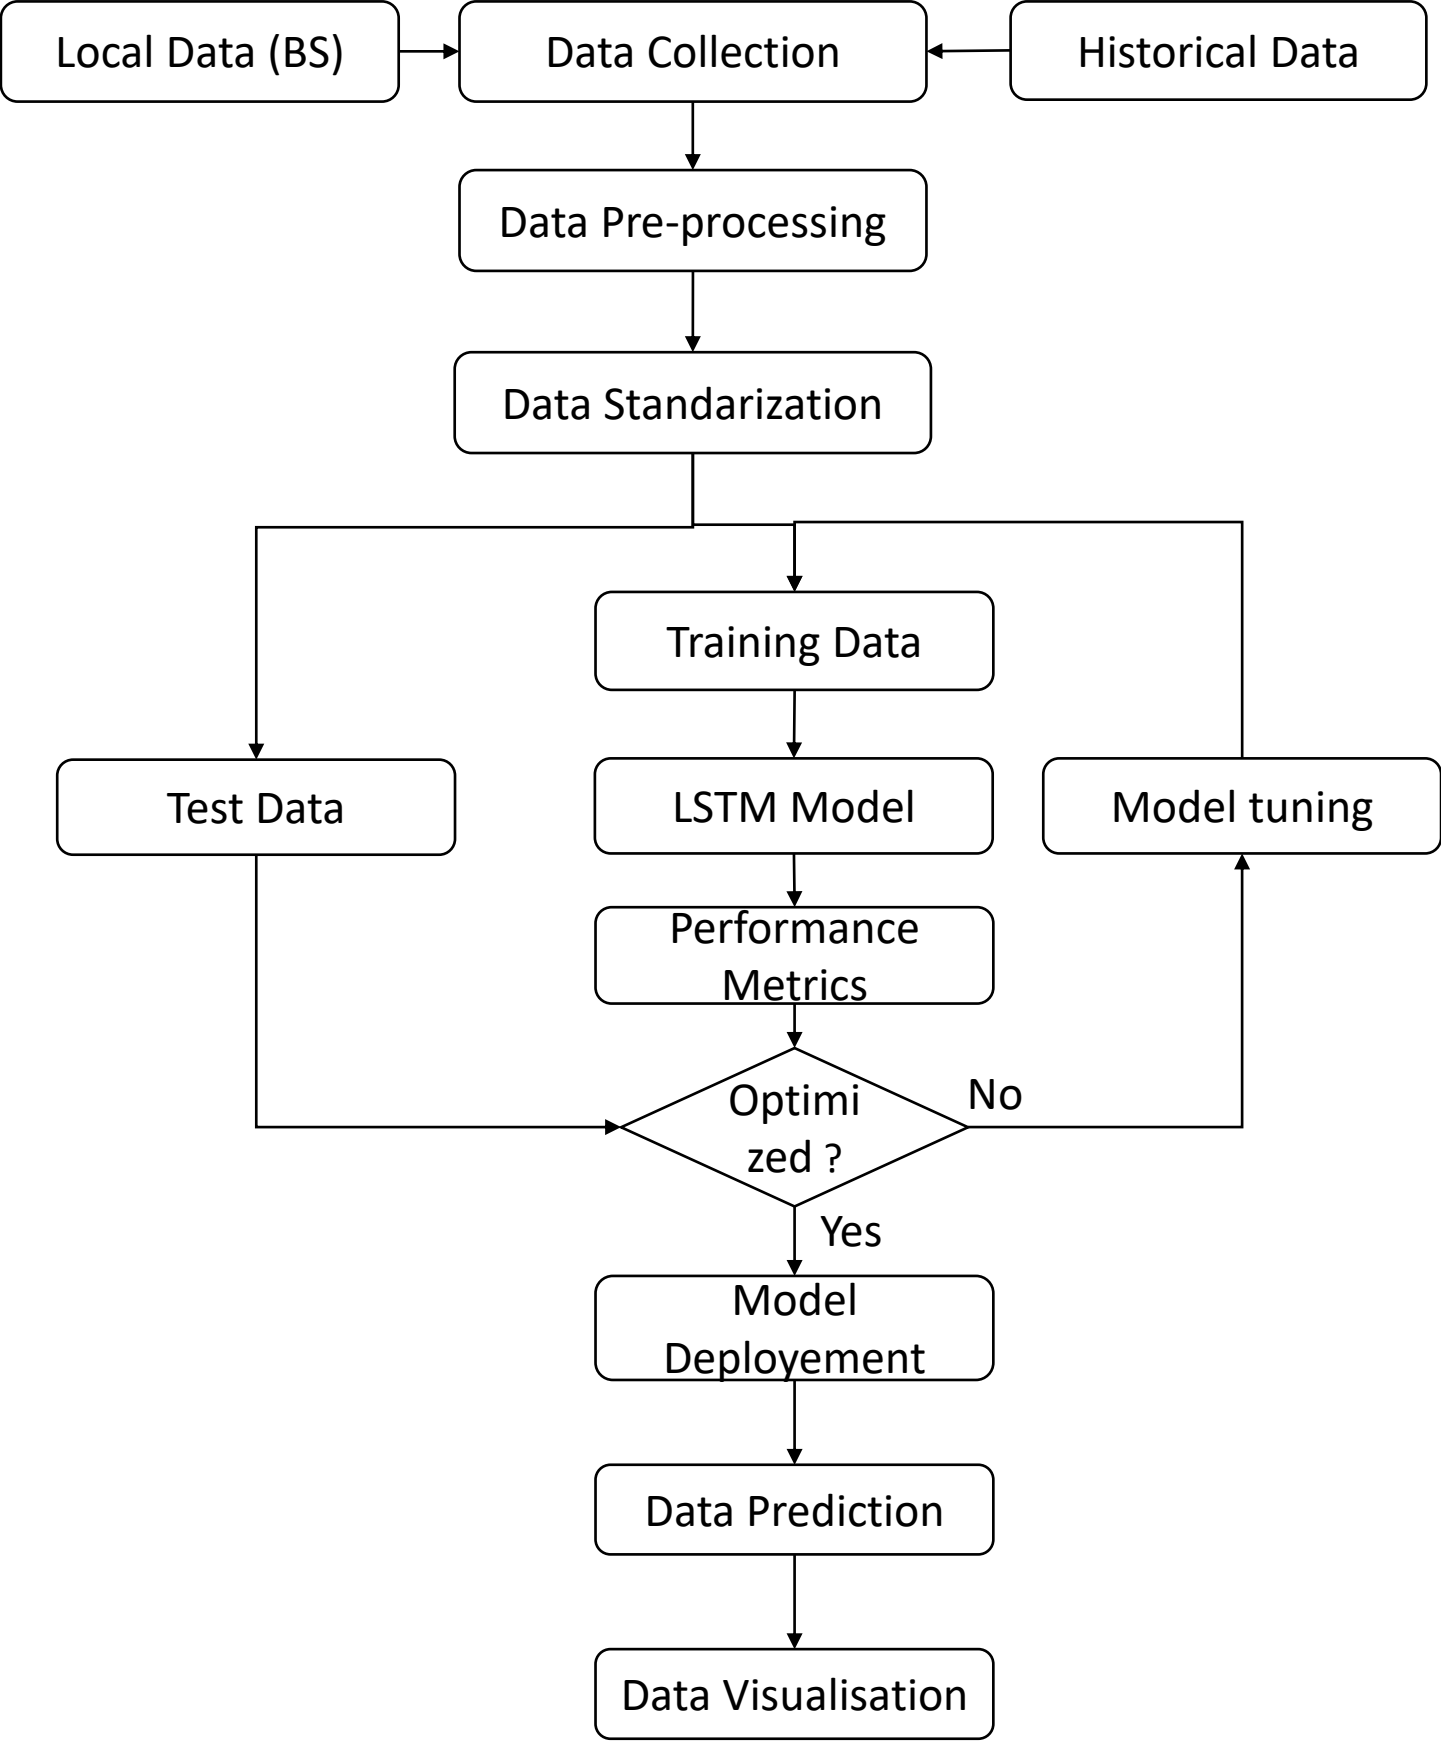 Local Data (BS)
Data Collection
Historical Data
Data Pre-processing
Data Standarization
Training Data
Test Data
LSTM Model
Model tuning
Performance
Metrics
Optimi
zed ?
No
Yes
Model
Deployement
Data Prediction
Data Visualisation